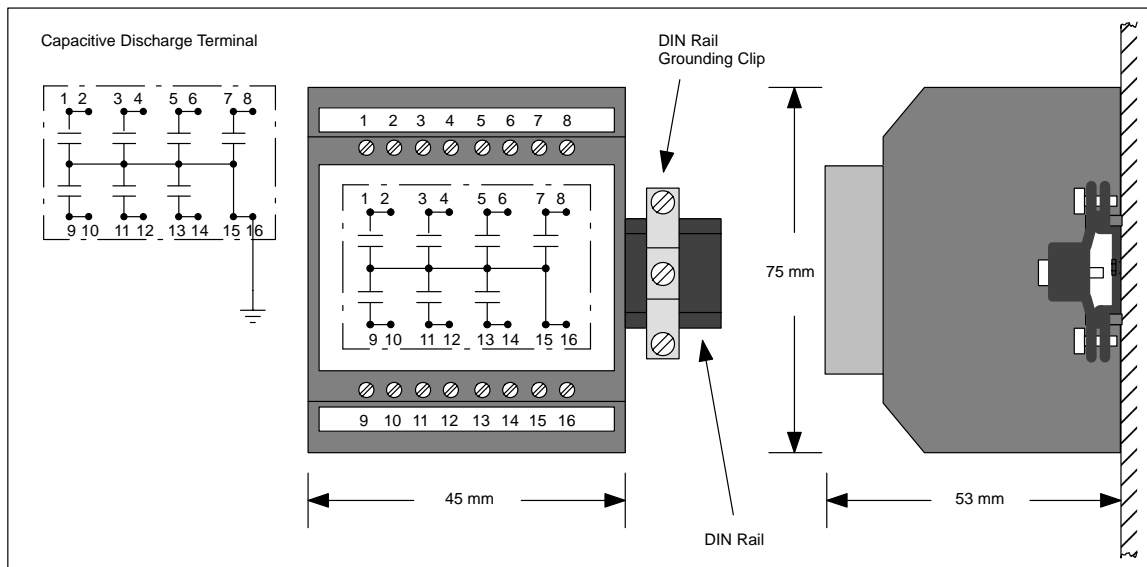 Capacitive Discharge Terminal
DIN Rail
Grounding Clip
1 2 3 4 5 6 7 8
9 10 11 12 13 14 15 16
1 2 3 4 5 6 7 8
1 2 3 4 5 6 7 8
9 10 11 12 13 14 15 16
9 10 11 12 13 14 15 16
75 mm
45 mm
53 mm
DIN Rail